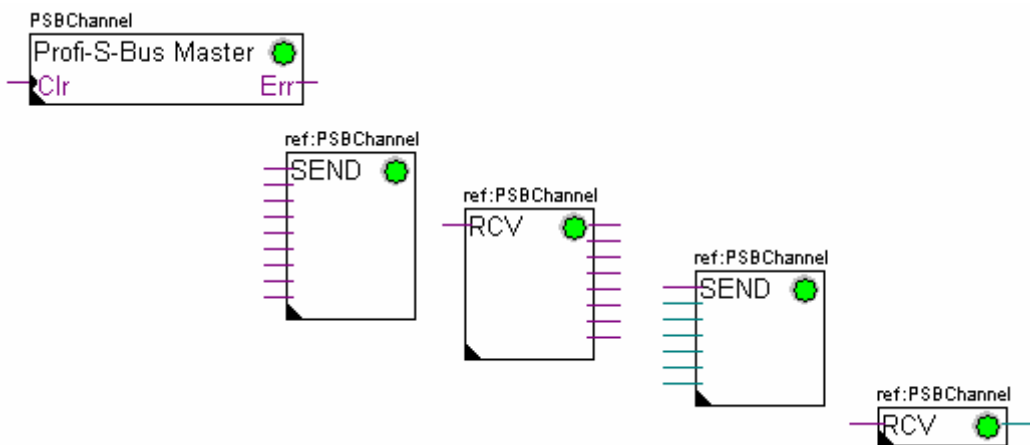 PSBChannel
Profi-S-Bus Master
Clr Err
ref:PSBChannel
SEND
ref:PSBChannel
RCV
ref:PSBChannel
SEND
ref:PSBChannel
RCV